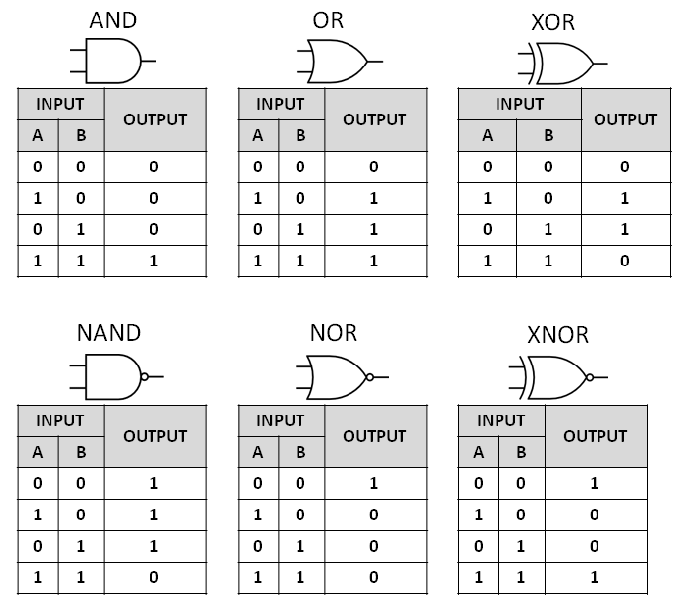 AND OR XOR
INPUT OUTPUT INPUT OUTPUT INPUT OUTPUT
A B A B A B
0 0 0 0 0 0 0 0 0
1 0 0 1 0 1 1 0 1
0 1 0 0 1 1 0 1 1
1 1 1 1 1 1 1 1 0
NAND NOR XNOR
INPUT OUTPUT INPUT OUTPUT INPUT OUTPUT
A B A B A B
0 0 1 0 0 1 0 0 1
1 0 1 1 0 0 1 0 0
0 1 1 0 1 0 0 1 0
1 1 0 1 1 0 1 1 1